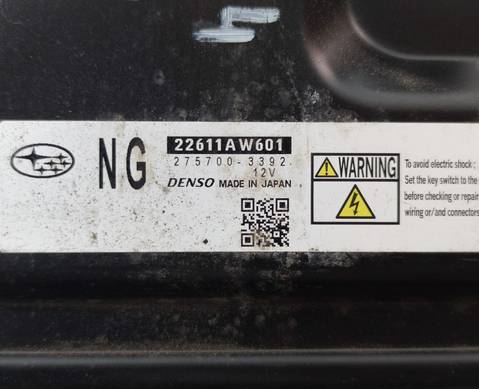 NG
22611AW601
275700-3392
12V
DENSO MADE IN JAPAN
WARNING
To avoid electric shock :
Set the key switch to the
before checking or repair
wiring or/and connectors